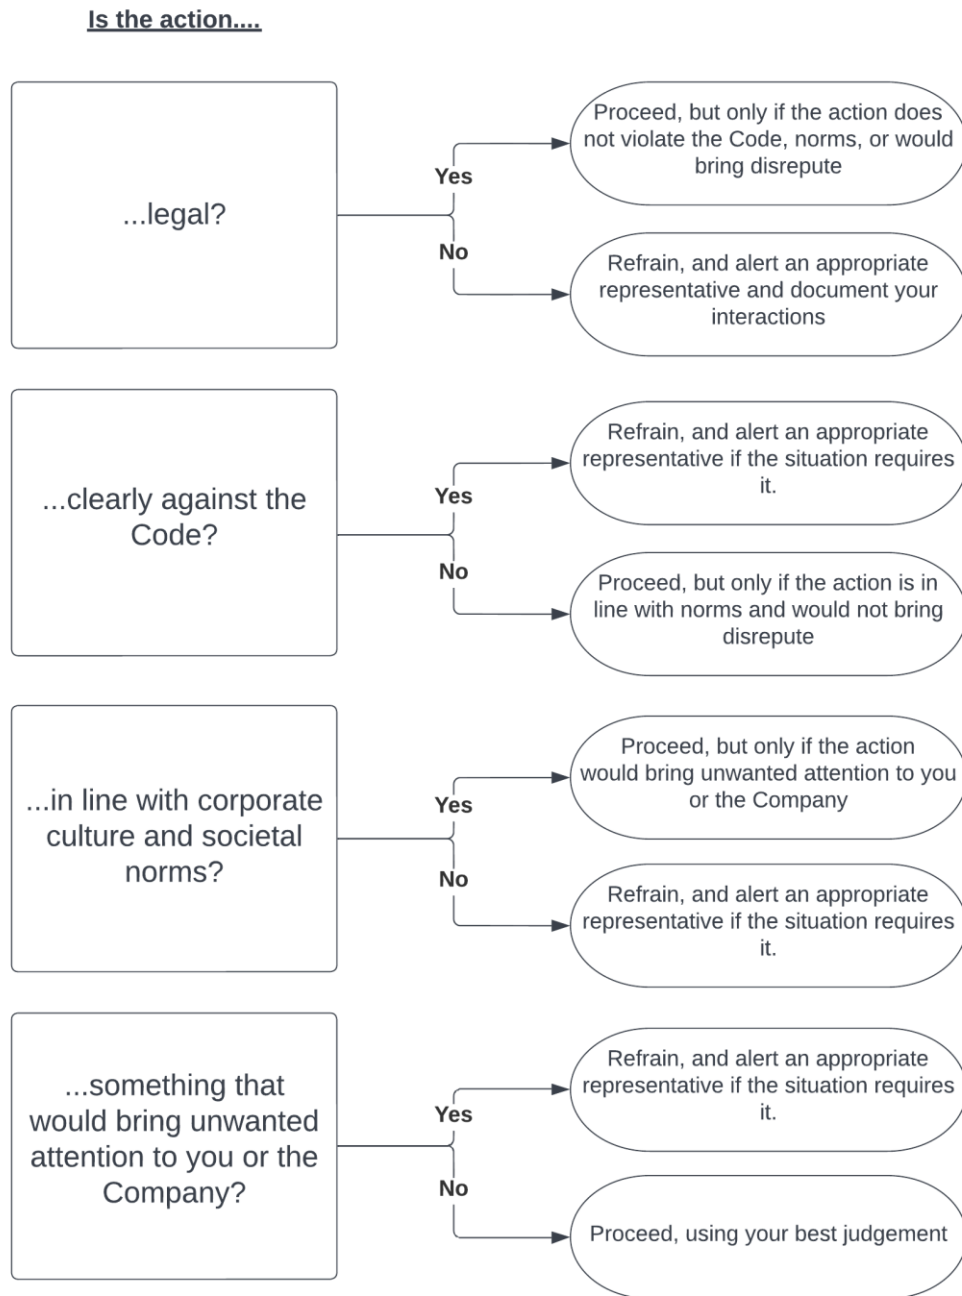 Is the action....
...legal?
Yes
Proceed, but only if the action does
not violate the Code, norms, or would
bring disrepute
No
Refrain, and alert an appropriate
representative and document your
interactions
...clearly against the
Code?
Yes
Refrain, and alert an appropriate
representative if the situation requires
it.
No
Proceed, but only if the action is in
line with norms and would not bring
disrepute
...in line with corporate
culture and societal
norms?
Yes
Proceed, but only if the action
would bring unwanted attention to you
or the Company
No
Refrain, and alert an appropriate
representative if the situation requires
it.
...something that
would bring unwanted
attention to you or the
Company?
Yes
Refrain, and alert an appropriate
representative if the situation requires
it.
No
Proceed, using your best judgement